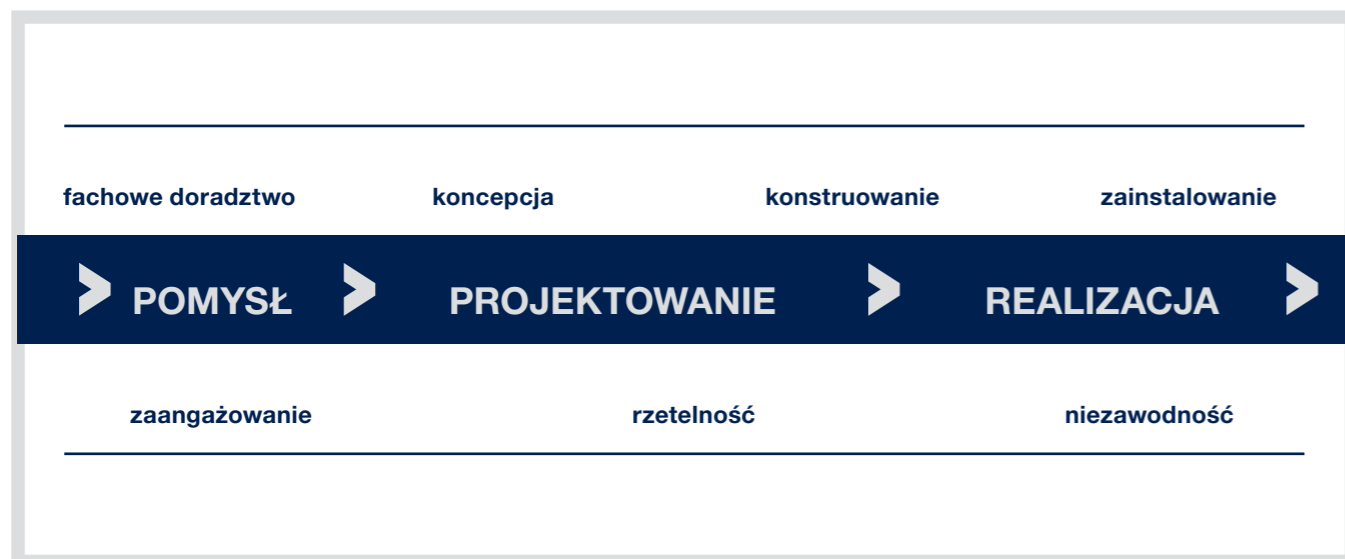 fachowe doradztwo koncepcja konstruowanie zainstalowanie
> POMYSŁ > PROJEKTOWANIE > REALIZACJA >
zaangażowanie rzetelność niezawodność